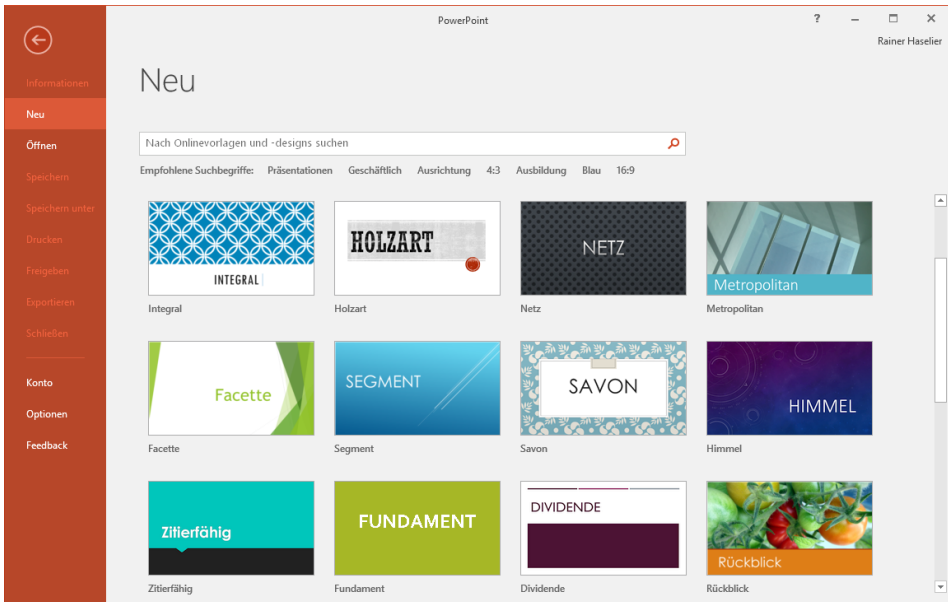 PowerPoint
?
Rainer Haselier
Informationen
Neu
Öffnen
Speichern
Speichern unter
Drucken
Freigeben
Exportieren
Schließen
Konto
Optionen
Feedback
Neu
Nach Onlinevorlagen und -designs suchen
Empfohlene Suchbegriffe: Präsentationen Geschäftlich Ausrichtung 4:3 Ausbildung Blau 16:9
INTEGRAL
HOLZART
NETZ
Metropolitan
Integral
Holzart
Netz
Metropolitan
Facette
SEGMENT
SAVON
HIMMEL
Facette
Segment
Savon
Himmel
Zitierfähig
FUNDAMENT
DIVIDENDE
Rückblick
Zitierfähig
Fundament
Dividende
Rückblick